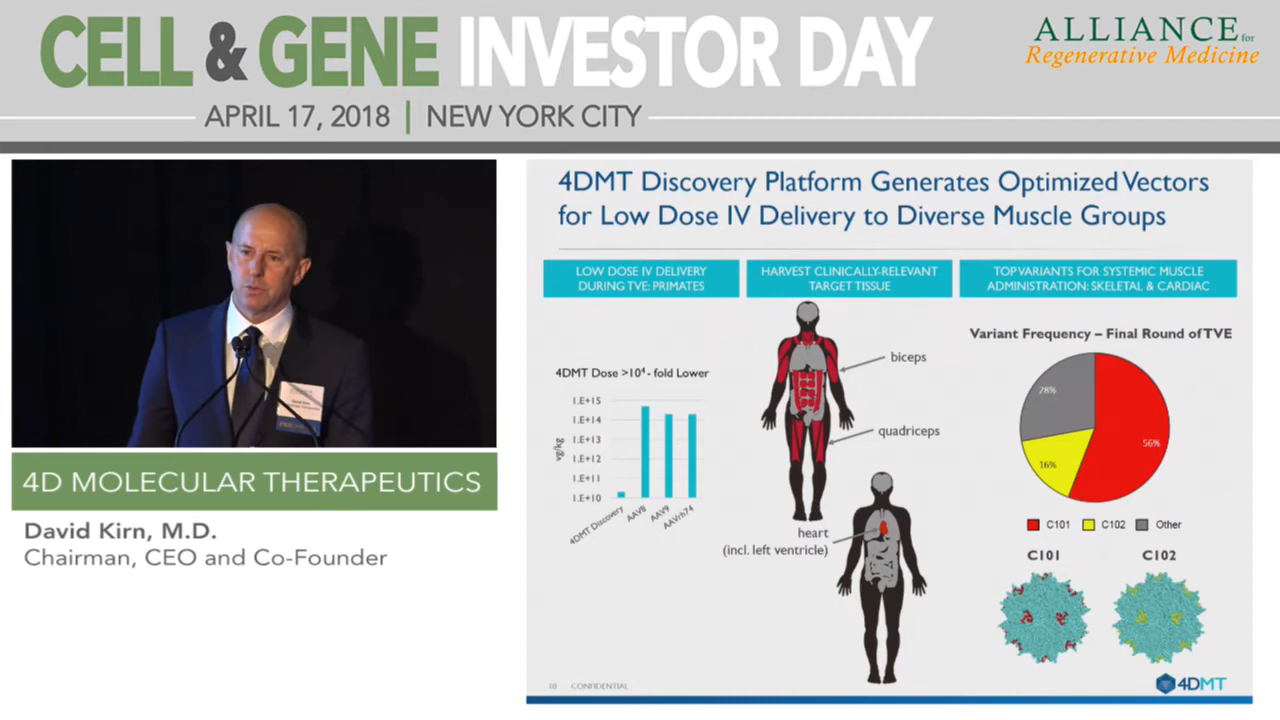 CELL & GENE INVESTOR DAY
APRIL 17, 2018 | NEW YORK CITY
ALLIANCE for
Regenerative Medicine
4D MOLECULAR THERAPEUTICS
David Kirn, M.D.
Chairman, CEO and Co-Founder
4DMT Discovery Platform Generates Optimized Vectors
for Low Dose IV Delivery to Diverse Muscle Groups
LOW DOSE IV DELIVERY
DURING TVE: PRIMATES
HARVEST CLINICALLY-RELEVANT
TARGET TISSUE
TOP VARIANTS FOR SYSTEMIC MUSCLE
ADMINISTRATION: SKELETAL & CARDIAC
4DMT Dose >10⁴ - fold Lower
vg/kg
1.E+15
1.E+14
1.E+13
1.E+12
1.E+11
1.E+10
4DMT Discovery
AAV8
AAV9
AAVrh74
biceps
quadriceps
heart
(incl. left ventricle)
Variant Frequency – Final Round of TVE
28%
56%
16%
C101
C102
Other
C101
C102
10
CONFIDENTIAL
4DMT